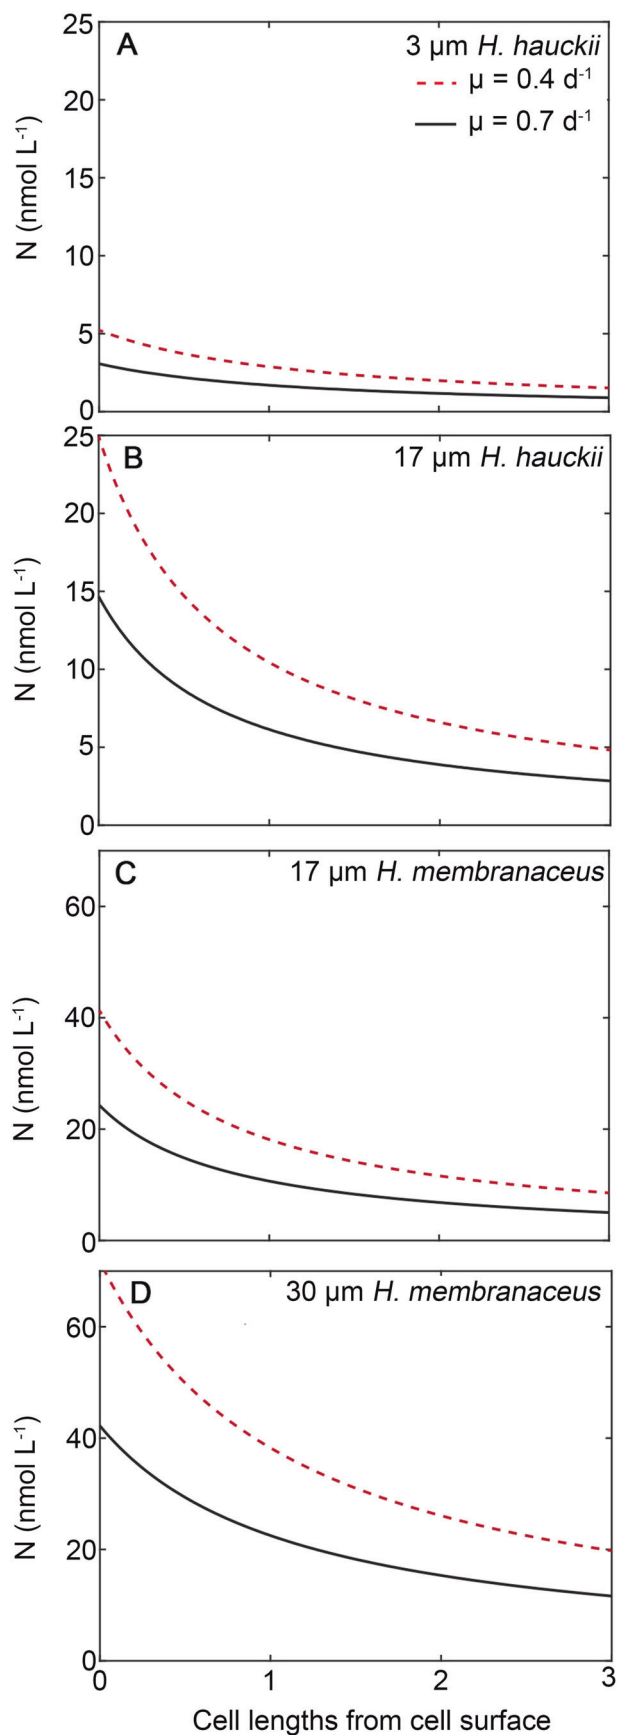 A
3 µm H. hauckii
µ = 0.4 d-1
µ = 0.7 d-1
25
20
15
10
5
0
N (nmol L-1)
B
17 µm H. hauckii
25
20
15
10
5
0
N (nmol L-1)
C
17 µm H. membranaceus
60
40
20
0
N (nmol L-1)
D
30 µm H. membranaceus
60
40
20
0
N (nmol L-1)
0 1 2 3
Cell lengths from cell surface